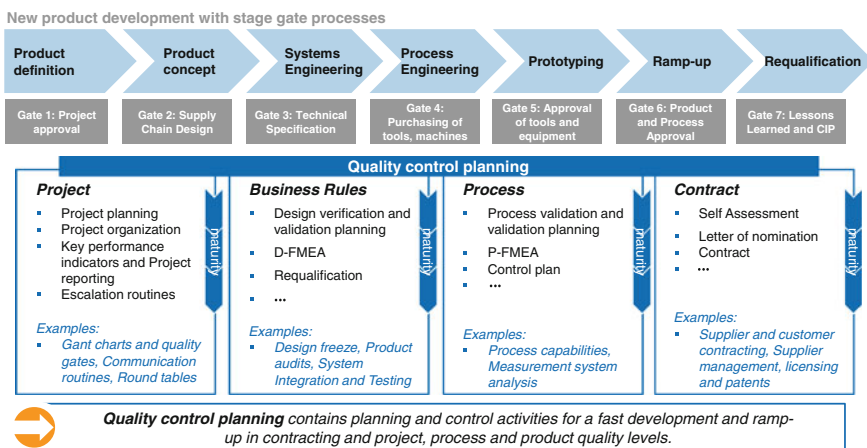 New product development with stage gate processes
Product
definition
Product
concept
Systems
Engineering
Process
Engineering
Prototyping
Ramp-up
Requalification
Gate 1: Project
approval
Gate 2: Supply
Chain Design
Gate 3: Technical
Specification
Gate 4:
Purchasing of
tools, machines
Gate 5: Approval
of tools and
equipment
Gate 6: Product
and Process
Approval
Gate 7: Lessons
Learned and CIP
Quality control planning
Project
▪ Project planning
▪ Project organization
▪ Key performance
indicators and Project
reporting
▪ Escalation routines
Examples:
▪ Gant charts and quality
gates, Communication
routines, Round tables
maturity
Business Rules
▪ Design verification and
validation planning
▪ D-FMEA
▪ Requalification
▪ ...
Examples:
▪ Design freeze, Product
audits, System
Integration and Testing
maturity
Process
▪ Process validation and
validation planning
▪ P-FMEA
▪ Control plan
▪ ...
Examples:
▪ Process capabilities,
Measurement system
analysis
maturity
Contract
▪ Self Assessment
▪ Letter of nomination
▪ Contract
▪ ...
Examples:
▪ Supplier and customer
contracting, Supplier
management, licensing
and patents
maturity
Quality control planning contains planning and control activities for a fast development and ramp-
up in contracting and project, process and product quality levels.